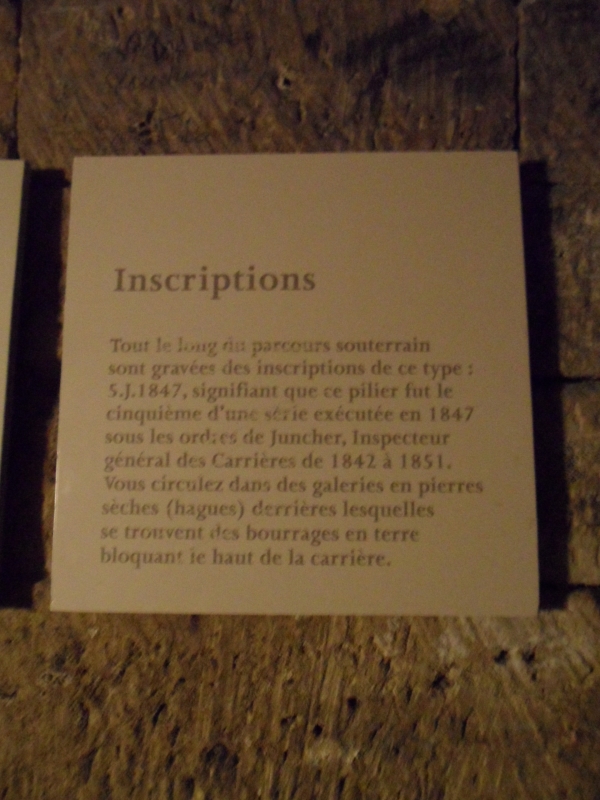 Inscriptions
Tout le long du parcours souterrain
sont gravées des inscriptions de ce type :
5.J.1847, signifiant que ce pilier fut le
cinquième d'une série exécutée en 1847
sous les ordres de Juncher, Inspecteur
général des Carrières de 1842 à 1851.
Vous circulez dans des galeries en pierres
sèches (hagues) derrières lesquelles
se trouvent des bourrages en terre
bloquant le haut de la carrière.